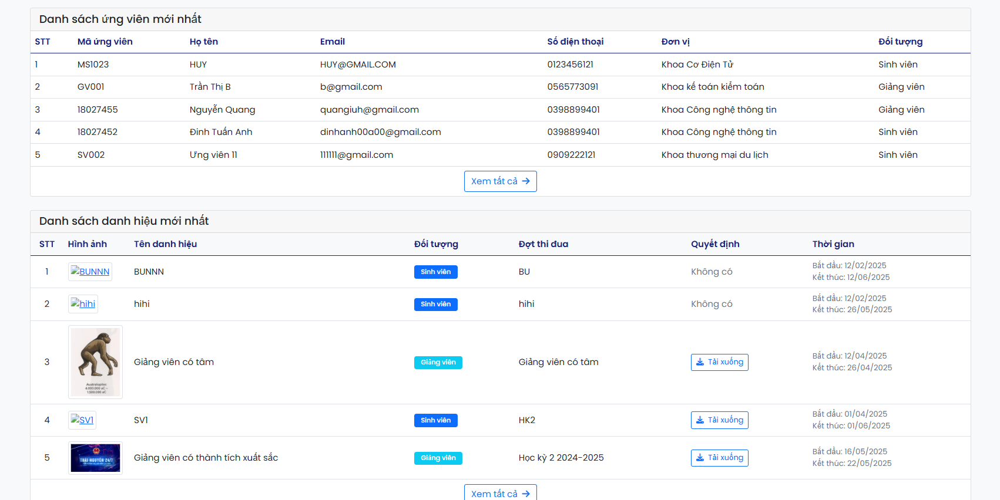 Danh sách ứng viên mới nhất
STT Mã ứng viên Họ tên Email Số điện thoại Đơn vị Đối tượng
1 MS1023 HUY HUY@GMAIL.COM 0123456121 Khoa Cơ Điện Tử Sinh viên
2 GV001 Trần Thị B b@gmail.com 0565773091 Khoa kế toán kiểm toán Giảng viên
3 18027455 Nguyễn Quang quangiuh@gmail.com 0398899401 Khoa Công nghệ thông tin Giảng viên
4 18027452 Đinh Tuấn Anh dinhanh00a00@gmail.com 0398899401 Khoa Công nghệ thông tin Sinh viên
5 SV002 Ưng viên 11 111111@gmail.com 0909222121 Khoa thương mại du lịch Sinh viên
Xem tất cả →
Danh sách danh hiệu mới nhất
STT Hình ảnh Tên danh hiệu Đối tượng Đợt thi đua Quyết định Thời gian
1 BUNNN BUNNN Sinh viên BU Không có Bắt đầu: 12/02/2025
Kết thúc: 12/06/2025
2 hihi hihi Sinh viên hihi Không có Bắt đầu: 12/02/2025
Kết thúc: 26/05/2025
Australopitec
4.000.000 aC –
1.000.000 aC
3 Giảng viên có tâm Giảng viên Giảng viên có tâm Tải xuống Bắt đầu: 12/04/2025
Kết thúc: 26/04/2025
4 SV1 SV1 Sinh viên HK2 Tải xuống Bắt đầu: 01/04/2025
Kết thúc: 01/06/2025
THÁI NGUYÊN 24/7
5 Giảng viên có thành tích xuất sắc Giảng viên Học kỳ 2 2024-2025 Tải xuống Bắt đầu: 16/05/2025
Kết thúc: 22/05/2025
Xem tất cả →